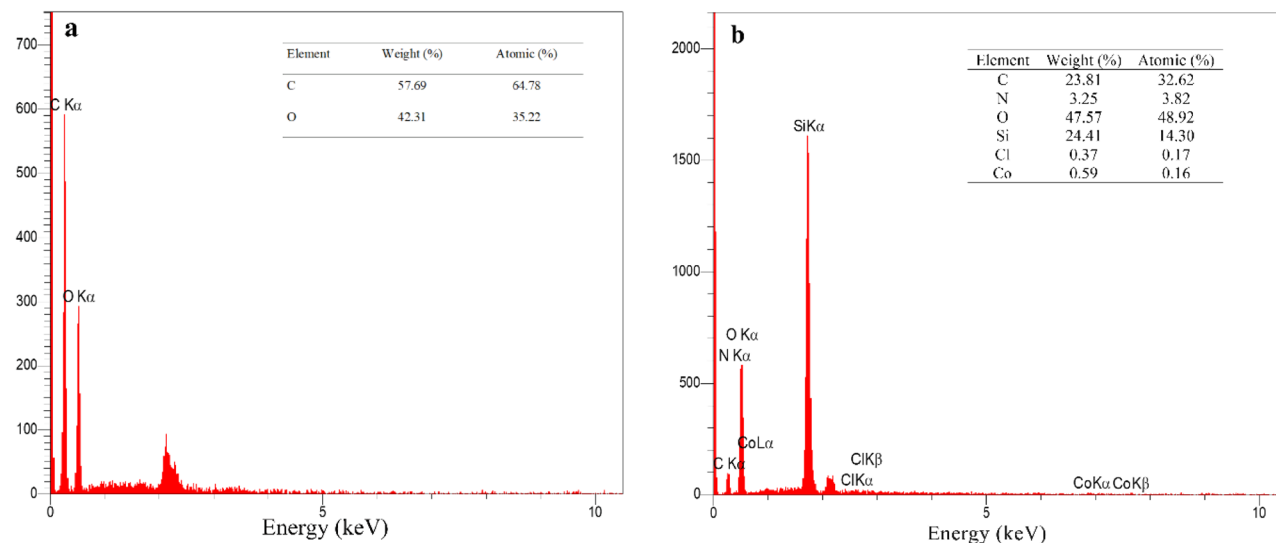 a
Element Weight (%) Atomic (%)
C 57.69 64.78
O 42.31 35.22
700
600
500
400
300
200
100
0
C Kα
O Kα
0 5 10
Energy (keV)
b
Element Weight (%) Atomic (%)
C 23.81 32.62
N 3.25 3.82
O 47.57 48.92
Si 24.41 14.30
Cl 0.37 0.17
Co 0.59 0.16
2000
1500
1000
500
0
SiKα
O Kα
N Kα
CoLα
C Kα
ClKβ
ClKα
CoKα CoKβ
0 5 10
Energy (keV)